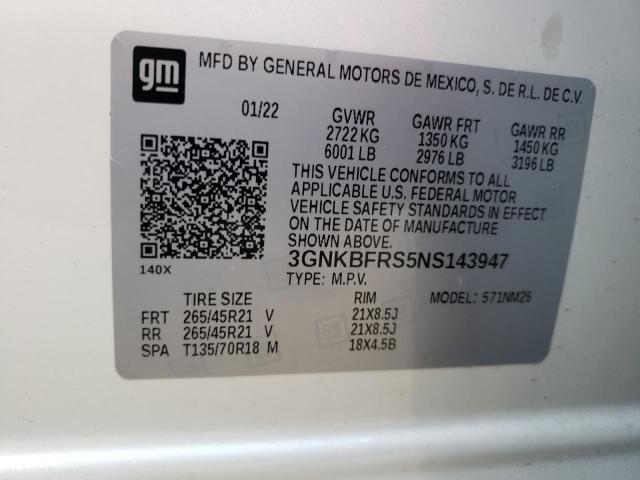 gm
MFD BY GENERAL MOTORS DE MEXICO, S. DE R.L. DE C.V.
01/22 GVWR GAWR FRT GAWR RR
2722 KG 1350 KG 1450 KG
6001 LB 2976 LB 3196 LB
THIS VEHICLE CONFORMS TO ALL
APPLICABLE U.S. FEDERAL MOTOR
VEHICLE SAFETY STANDARDS IN EFFECT
ON THE DATE OF MANUFACTURE
SHOWN ABOVE.
140X 3GNKBFRS5NS143947
TYPE: M.P.V.
TIRE SIZE RIM MODEL: 571NM26
FRT 265/45R21 V 21X8.5J
RR 265/45R21 V 21X8.5J
SPA T135/70R18 M 18X4.5B